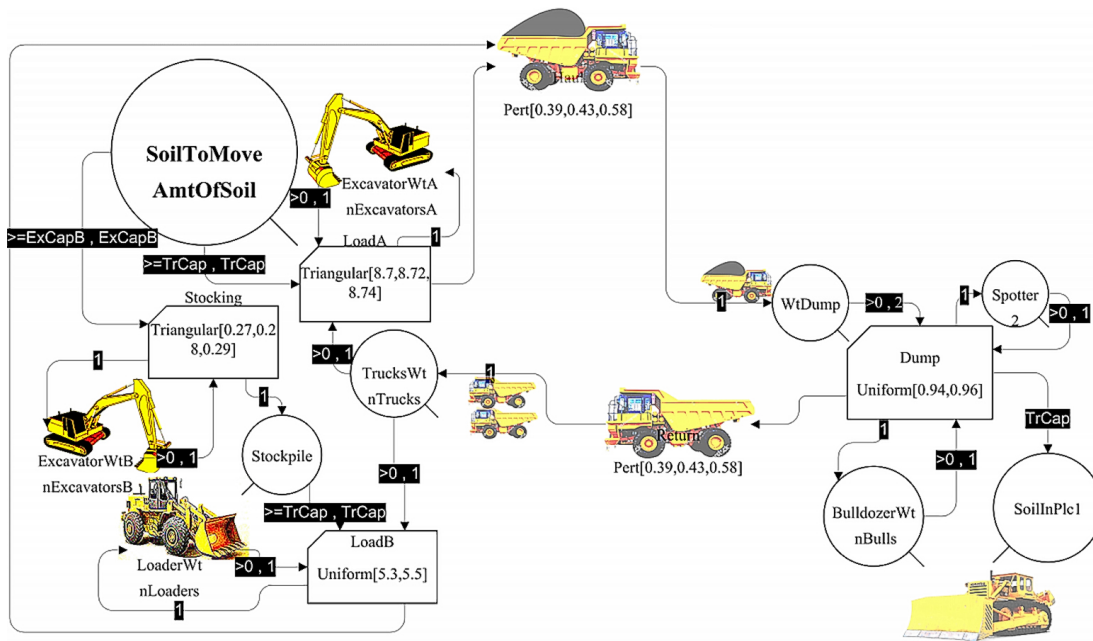 Haul
Pert[0.39,0.43,0.58]
SoilToMove
AmtOfSoil
ExcavatorWtA
nExcavatorsA
>0 , 1
>=ExCapB , ExCapB
1
LoadA
>=TrCap , TrCap
Triangular[8.7,8.72,
8.74]
Stocking
Triangular[0.27,0.2
8,0.29]
>0 , 1
TrucksWt
nTrucks
1
1
WtDump
>0,2
1
Spotter
2
>0 , 1
Dump
Uniform[0.94,0.96]
Return
Pert[0.39,0.43,0.58]
TrCap
1
>0 , 1
BulldozerWt
nBulls
SoilInPlc1
1
1
ExcavatorWtB
nExcavatorsB
>0 , 1
Stockpile
>0 , 1
>=TrCap , TrCap
LoaderWt
nLoaders
>0 , 1
1
LoadB
Uniform[5.3,5.5]